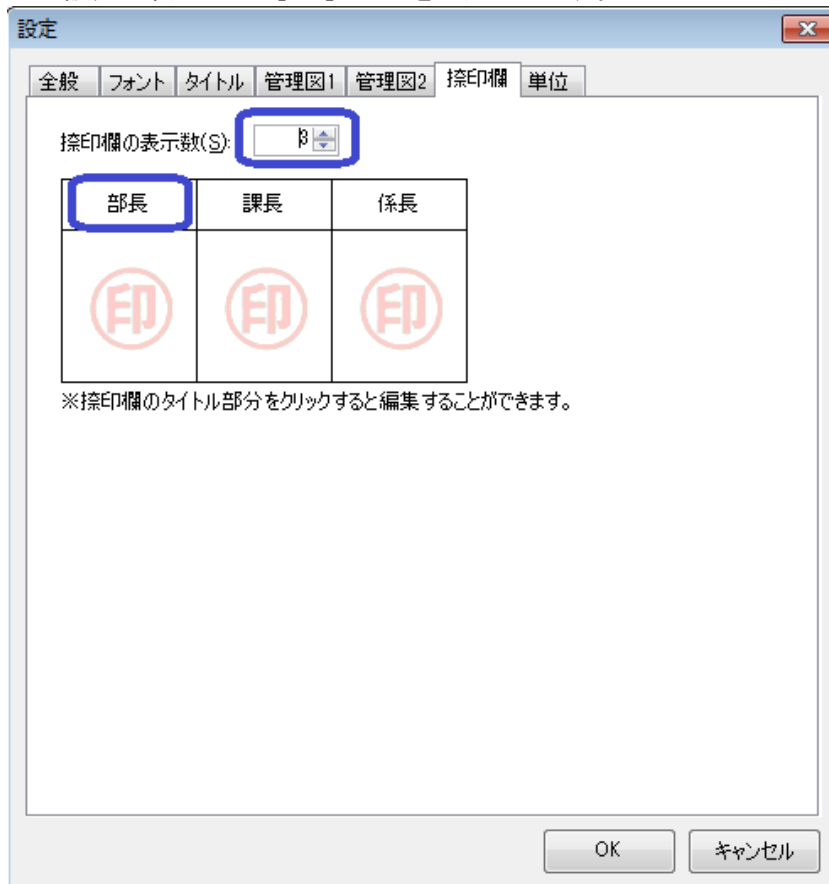 設定
全般 フォント タイトル 管理図1 管理図2 捺印欄 単位
捺印欄の表示数(S): 3
部長 課長 係長
印 印 印
※捺印欄のタイトル部分をクリックすると編集することができます。
OK キャンセル